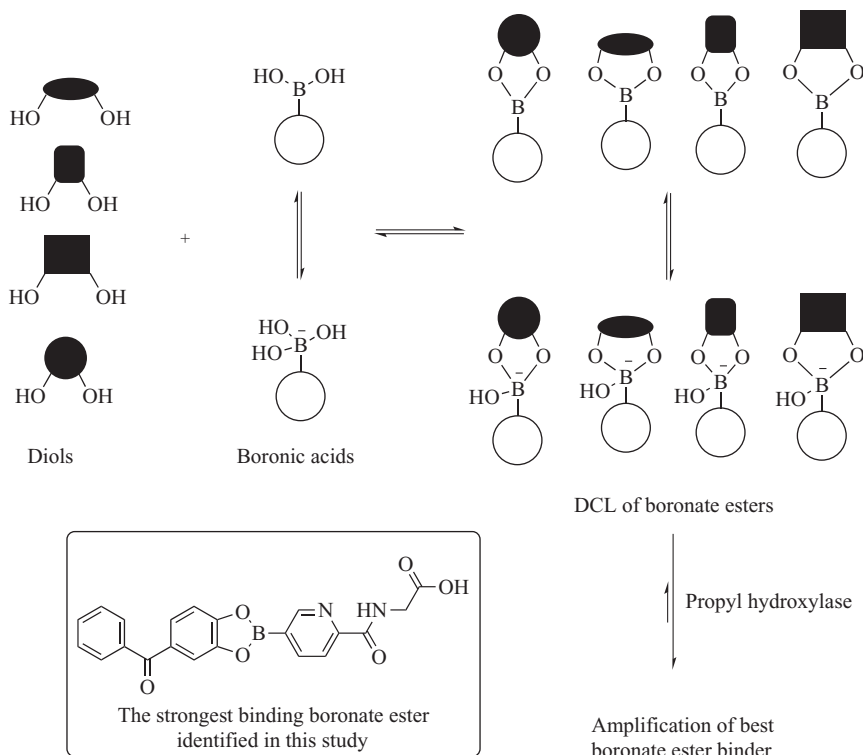 HO OH
HO OH
HO OH
HO OH
Diols
+
HO OH
B
HO OH
HO B
−
Boronic acids
O O O O O O O O
B B B B
O O O O O O O O
− − − −
HO B HO B HO B HO B
DCL of boronate esters
Propyl hydroxylase
Amplification of best
boronate ester binder
O
OH
O N HN
B
O O
O
The strongest binding boronate ester
identified in this study